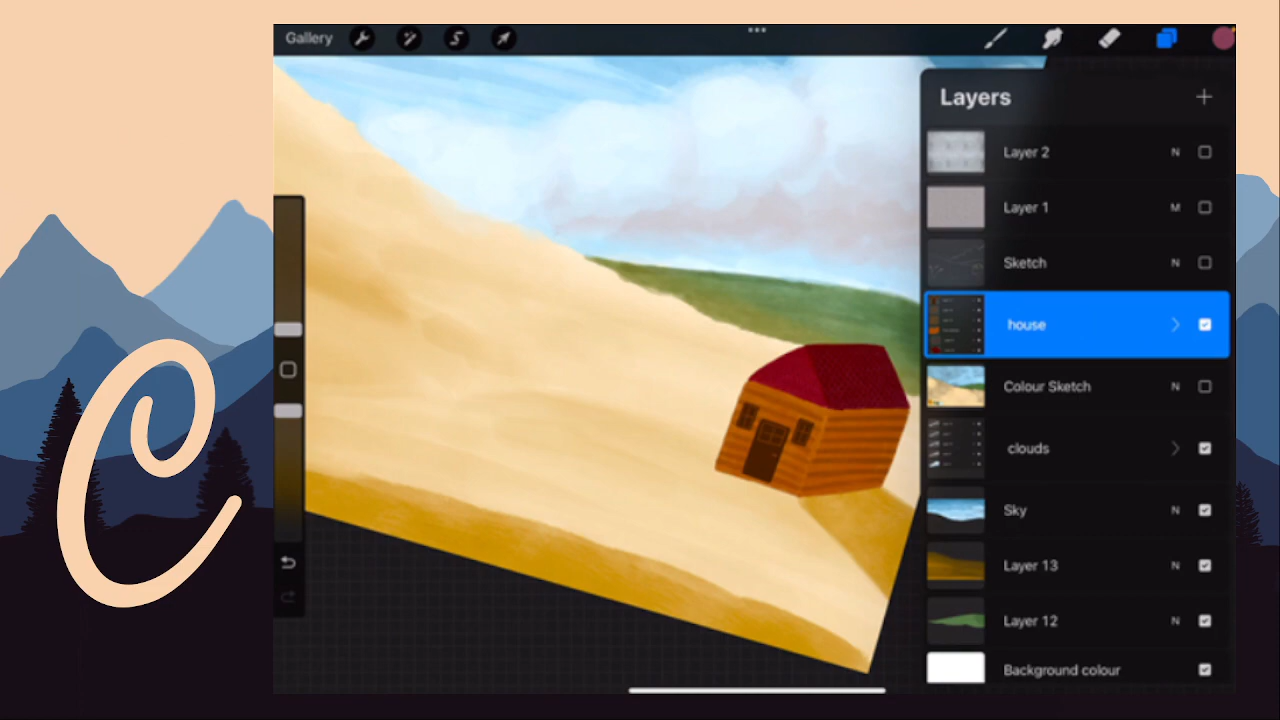 Gallery
Layers
Layer 2 N
Layer 1 M
Sketch N
house
Colour Sketch N
clouds
Sky N
Layer 13 N
Layer 12 N
Background colour
C